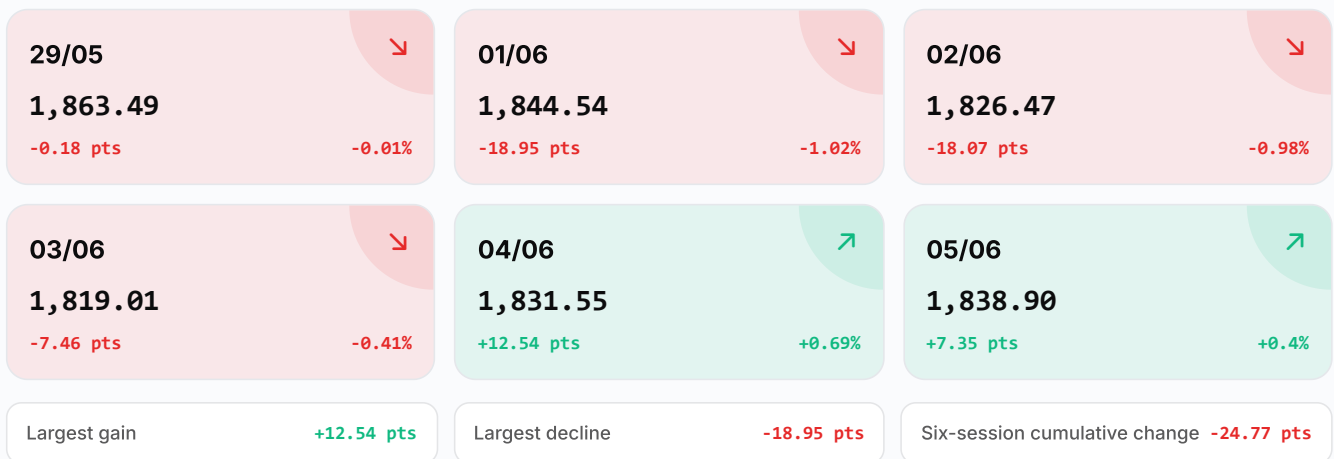 29/05
1,863.49
-0.18 pts -0.01%
01/06
1,844.54
-18.95 pts -1.02%
02/06
1,826.47
-18.07 pts -0.98%
03/06
1,819.01
-7.46 pts -0.41%
04/06
1,831.55
+12.54 pts +0.69%
05/06
1,838.90
+7.35 pts +0.4%
Largest gain +12.54 pts
Largest decline -18.95 pts
Six-session cumulative change -24.77 pts